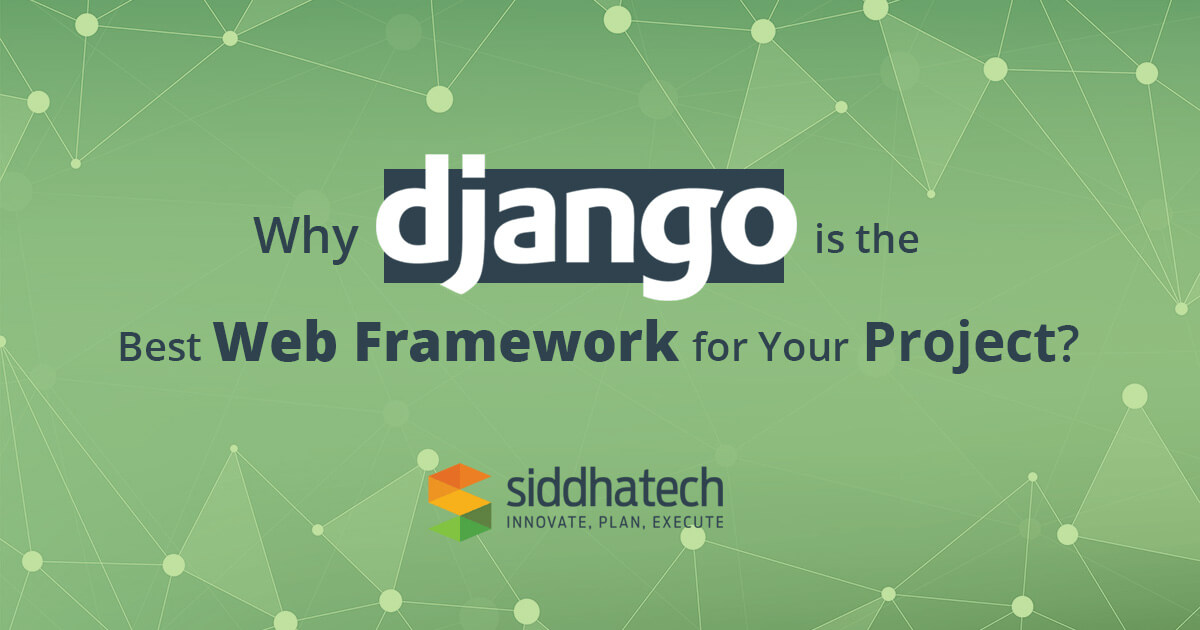 Why django is the
Best Web Framework for Your Project?
siddhatech
INNOVATE, PLAN, EXECUTE